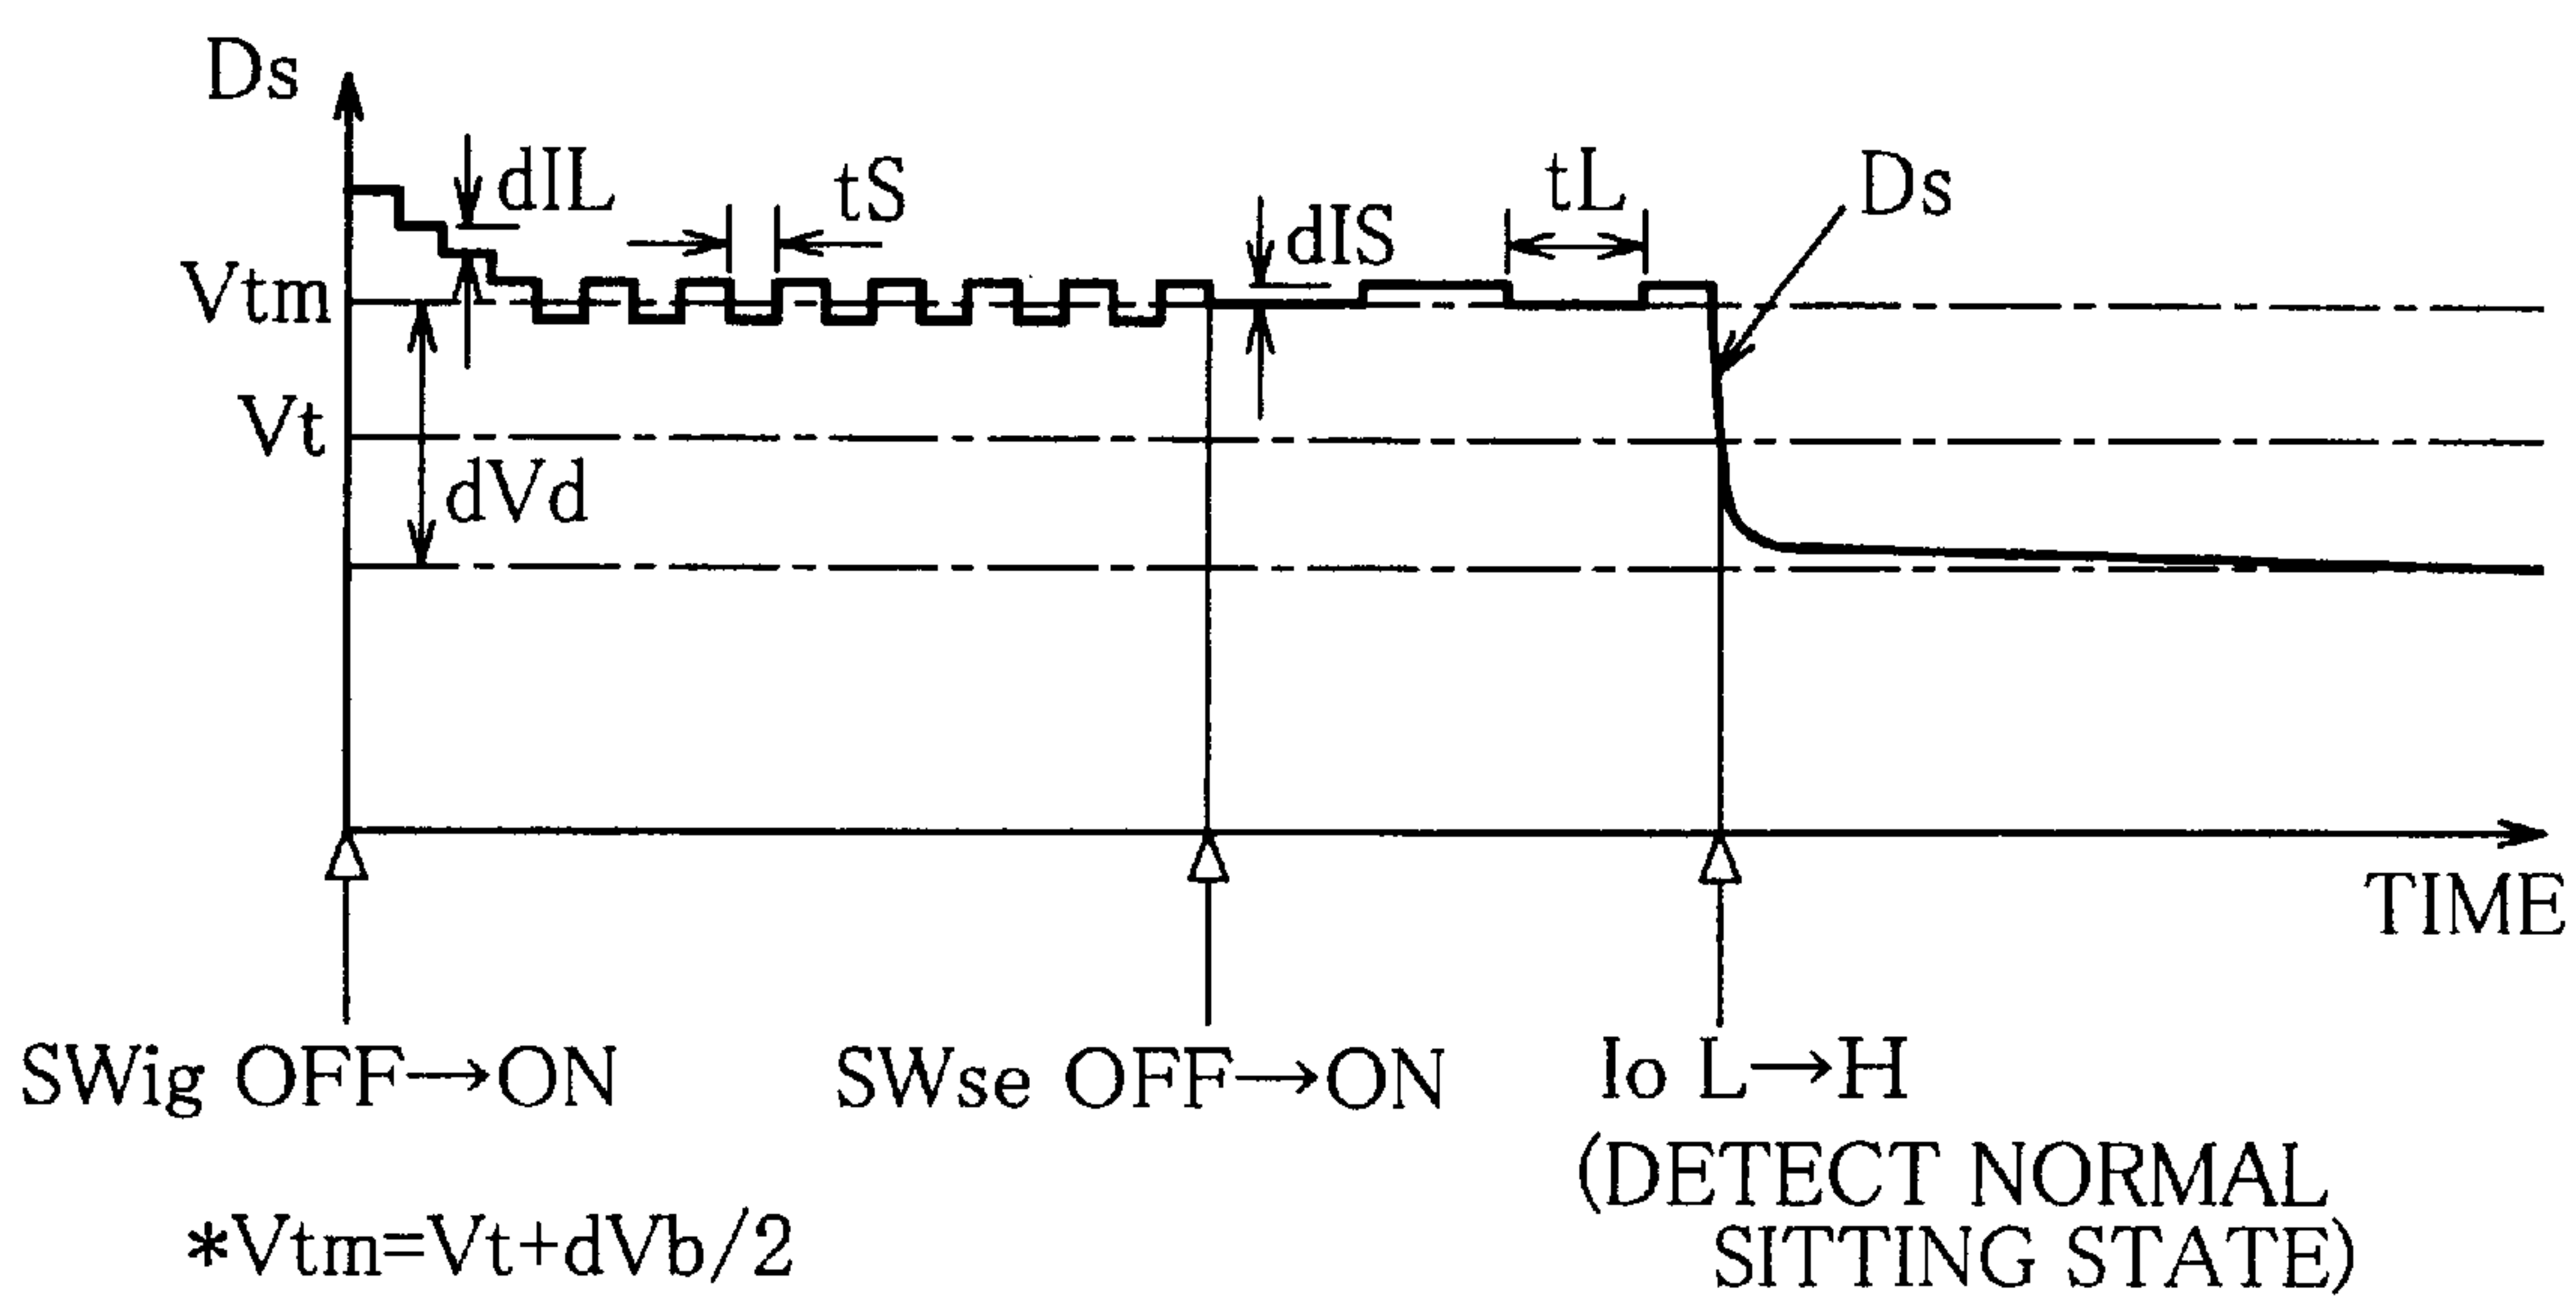 Ds
dIL
tS
dIS
tL
Ds
Vtm
Vt
dVd
TIME
SWig OFF→ON
SWse OFF→ON
Io L→H
(DETECT NORMAL
SITTING STATE)
*Vtm=Vt+dVb/2